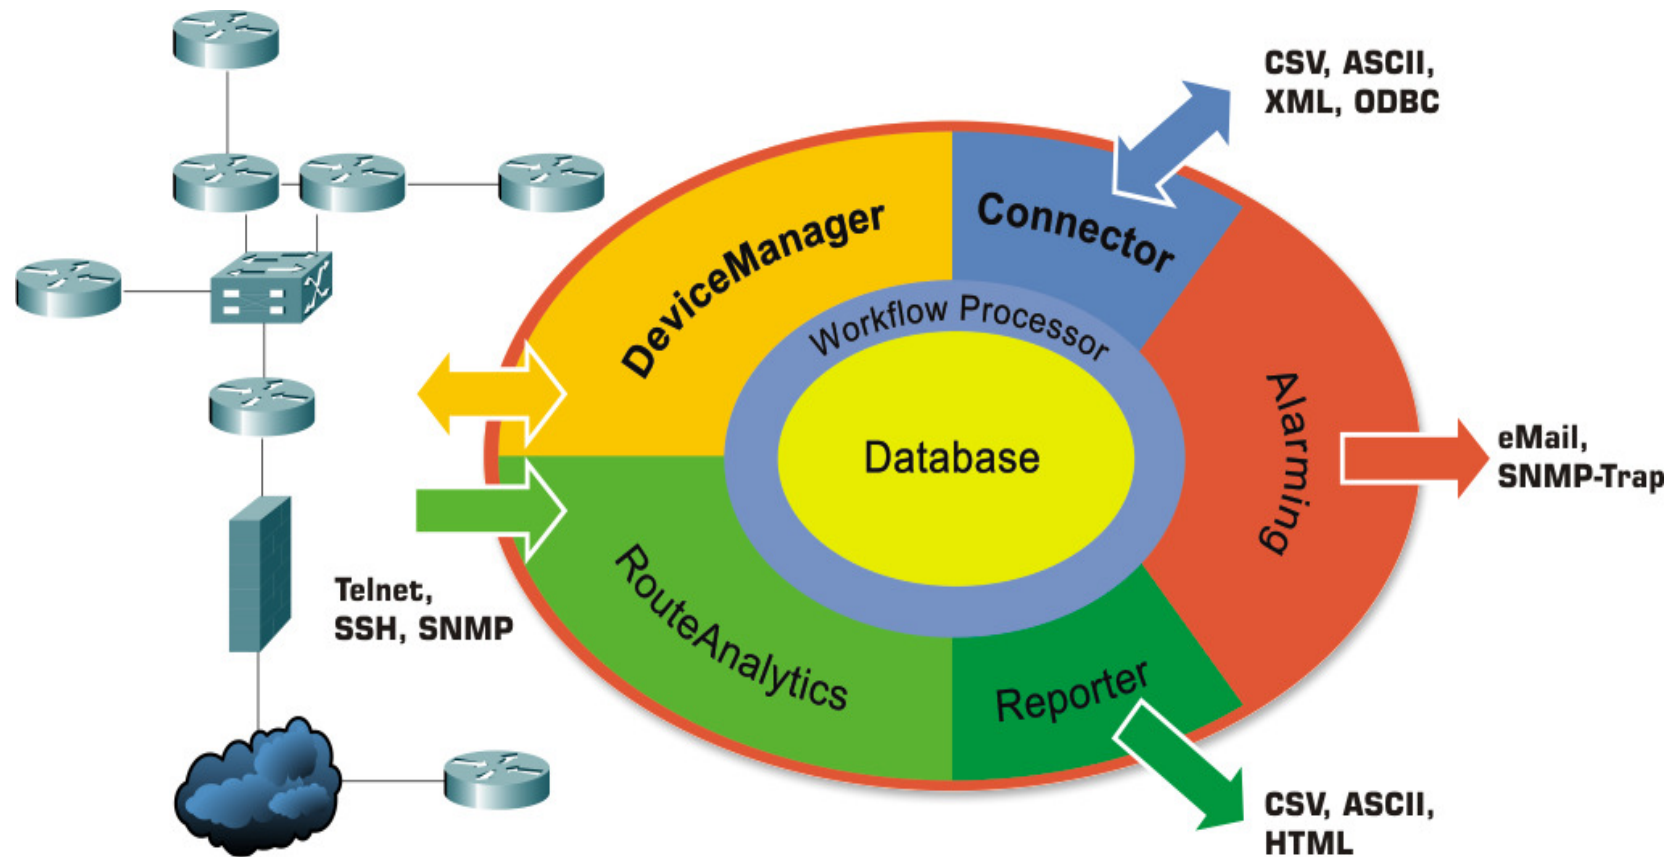 CSV, ASCII,
XML, ODBC
DeviceManager
Connector
Workflow Processor
Database
Alarming
eMail,
SNMP-Trap
Telnet,
SSH, SNMP
RouteAnalytics
Reporter
CSV, ASCII,
HTML